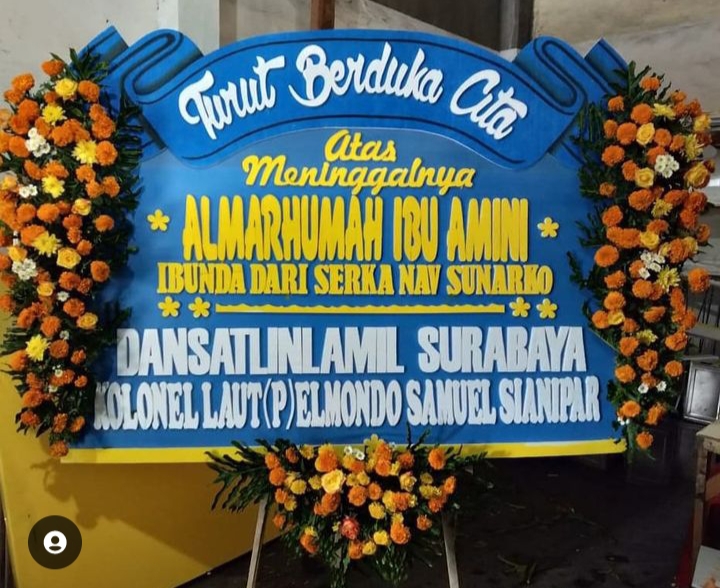 Turut Berduka Cita
Atas
Meninggalnya
ALMARHUMAH IBU AMINI
IBUNDA DARI SERKA NAV SUNARKO
DANSATLINLAMIL SURABAYA
KOLONEL LAUT(P)ELMONDO SAMUEL SIANIPAR